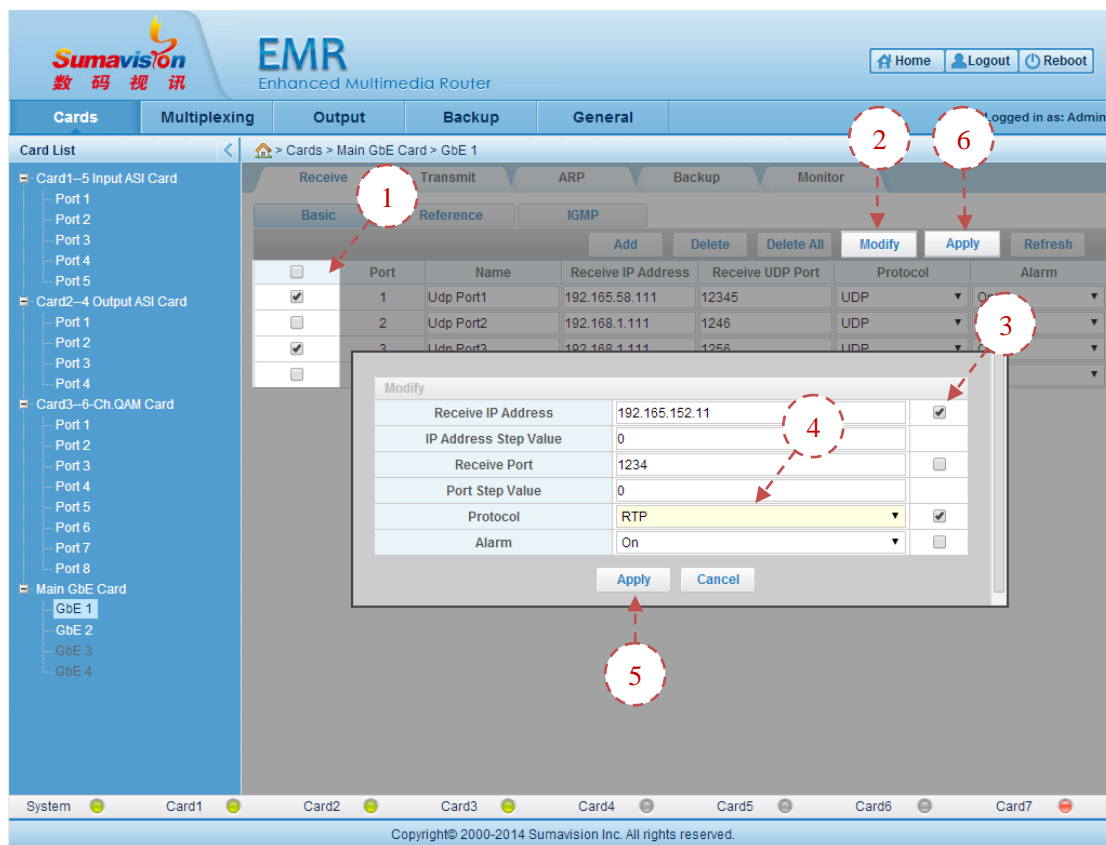 Sumavision
数码视讯
EMR
Enhanced Multimedia Router
Home Logout Reboot
Cards Multiplexing Output Backup General Logged in as: Admin
Card List
> Cards > Main GbE Card > GbE 1
Card1--5 Input ASI Card
Port 1
Port 2
Port 3
Port 4
Port 5
Card2--4 Output ASI Card
Port 1
Port 2
Port 3
Port 4
Card3--6-Ch.QAM Card
Port 1
Port 2
Port 3
Port 4
Port 5
Port 6
Port 7
Port 8
Main GbE Card
GbE 1
GbE 2
GbE 3
GbE 4
Receive Transmit ARP Backup Monitor
Basic Reference IGMP
Add Delete Delete All Modify Apply Refresh
Port Name Receive IP Address Receive UDP Port Protocol Alarm
1 Udp Port1 192.165.58.111 12345 UDP
2 Udp Port2 192.168.1.111 1246 UDP
3 Udp Port3 192.168.1.111 1256 UDP
Modify
Receive IP Address 192.165.152.11
IP Address Step Value 0
Receive Port 1234
Port Step Value 0
Protocol RTP
Alarm On
Apply Cancel
1
2
6
3
4
5
System Card1 Card2 Card3 Card4 Card5 Card6 Card7
Copyright© 2000-2014 Sumavision Inc. All rights reserved.